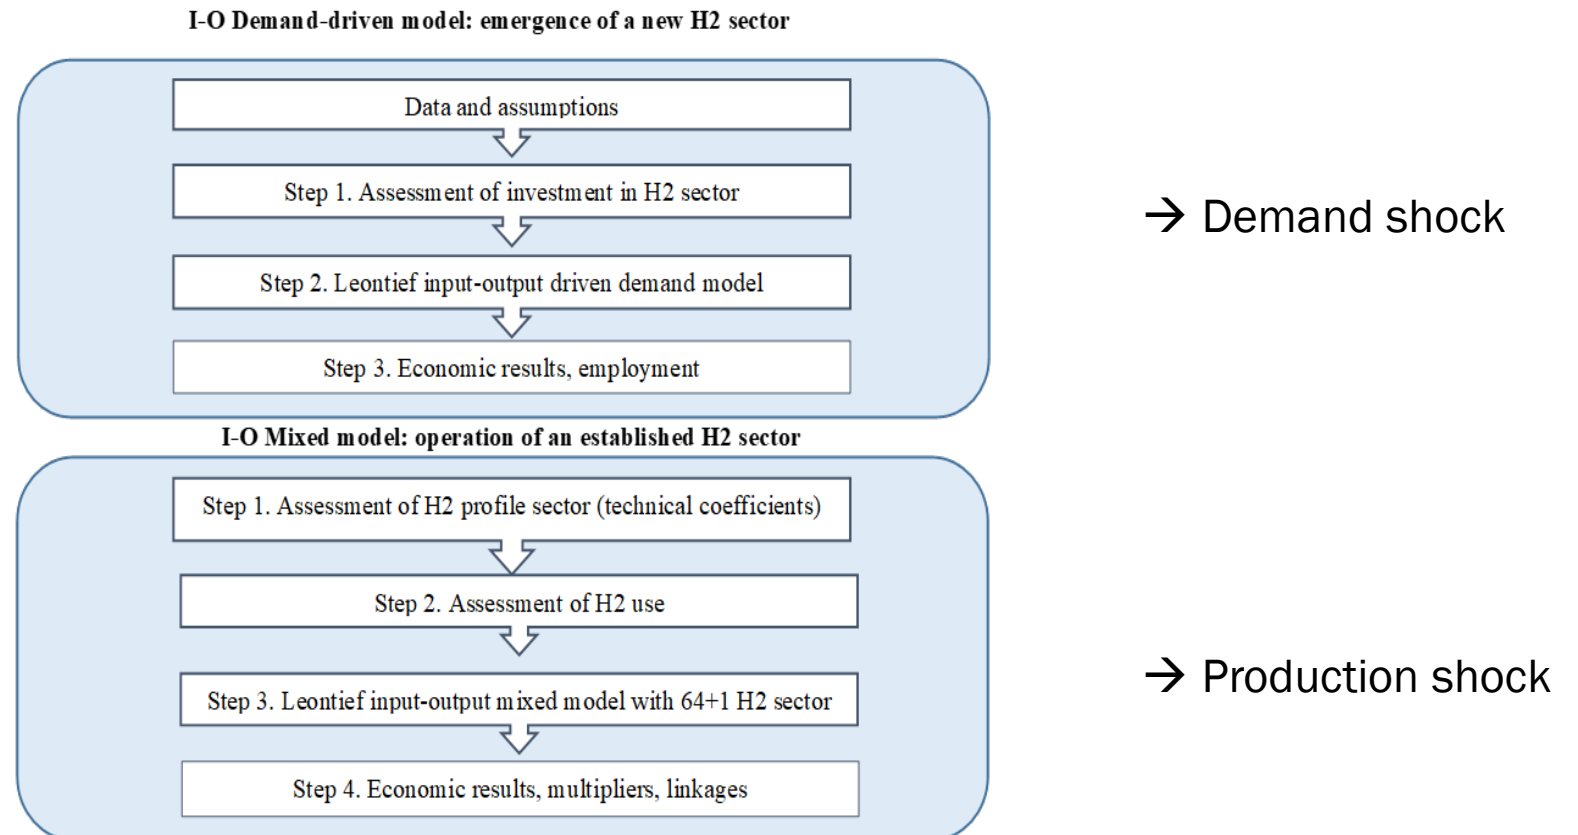 I-O Demand-driven model: emergence of a new H2 sector
Data and assumptions
Step 1. Assessment of investment in H2 sector
Step 2. Leontief input-output driven demand model
Step 3. Economic results, employment
→ Demand shock
I-O Mixed model: operation of an established H2 sector
Step 1. Assessment of H2 profile sector (technical coefficients)
Step 2. Assessment of H2 use
Step 3. Leontief input-output mixed model with 64+1 H2 sector
Step 4. Economic results, multipliers, linkages
→ Production shock